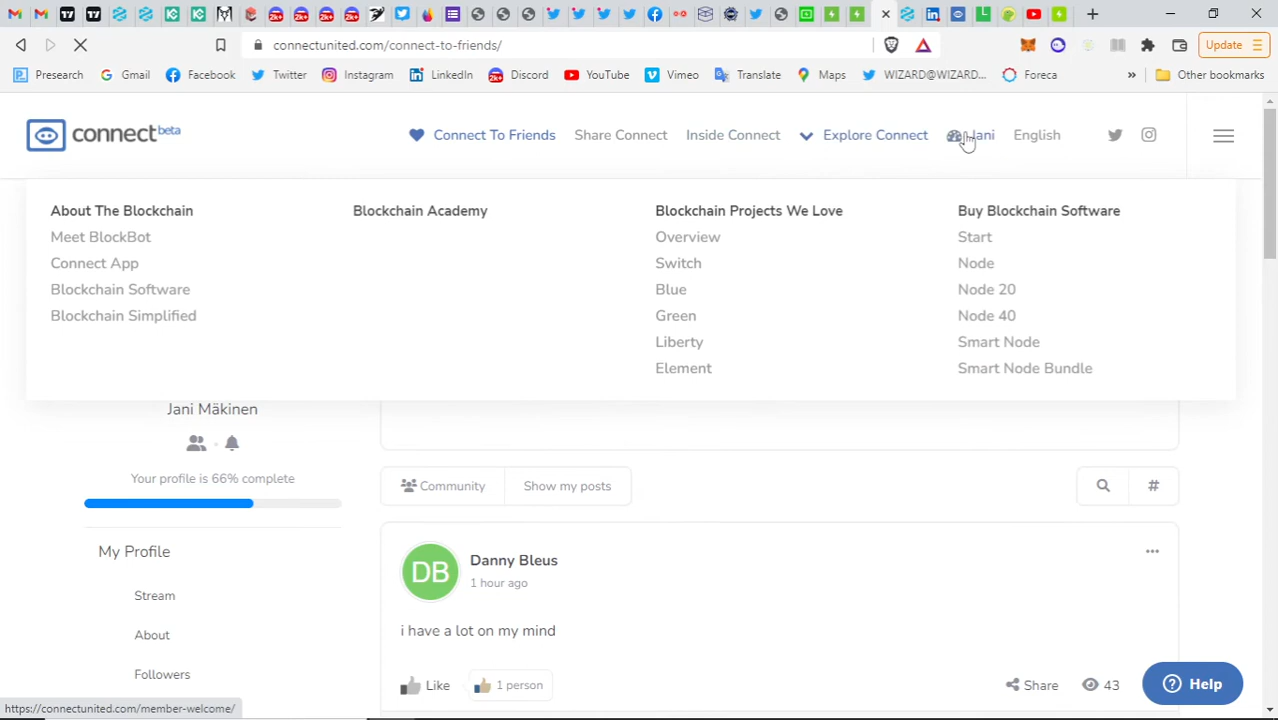 connectunited.com/connect-to-friends/
Update
Presearch Gmail Facebook Twitter Instagram LinkedIn Discord YouTube Vimeo Translate Maps WIZARD@WIZARD... Foreca » Other bookmarks
connect beta
Connect To Friends Share Connect Inside Connect Explore Connect Jani English
About The Blockchain
Meet BlockBot
Connect App
Blockchain Software
Blockchain Simplified
Blockchain Academy
Blockchain Projects We Love
Overview
Switch
Blue
Green
Liberty
Element
Buy Blockchain Software
Start
Node
Node 20
Node 40
Smart Node
Smart Node Bundle
Jani Mäkinen
Your profile is 66% complete
My Profile
Stream
About
Followers
Community Show my posts #
DB
Danny Bleus
1 hour ago
i have a lot on my mind
Like 1 person Share 43
Help
https://connectunited.com/member-welcome/